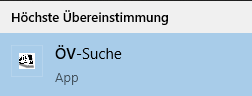 Höchste Übereinstimmung
ÖV-Suche
App